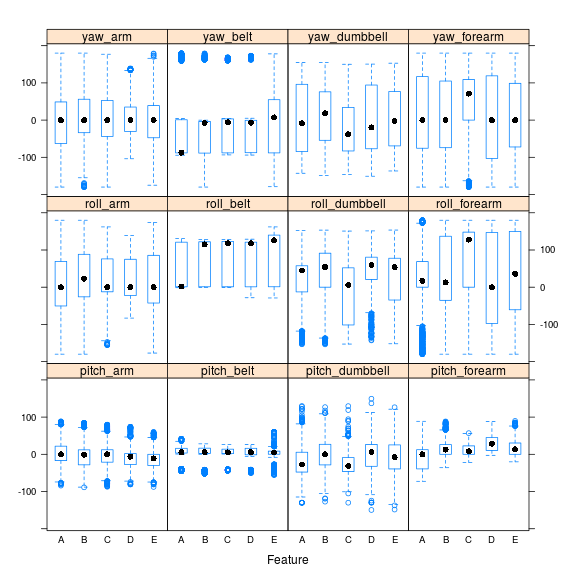 yaw_arm yaw_belt yaw_dumbbell yaw_forearm
100
0
-100
roll_arm roll_belt roll_dumbbell roll_forearm
100
0
-100
pitch_arm pitch_belt pitch_dumbbell pitch_forearm
100
0
-100
A B C D E A B C D E A B C D E A B C D E
Feature